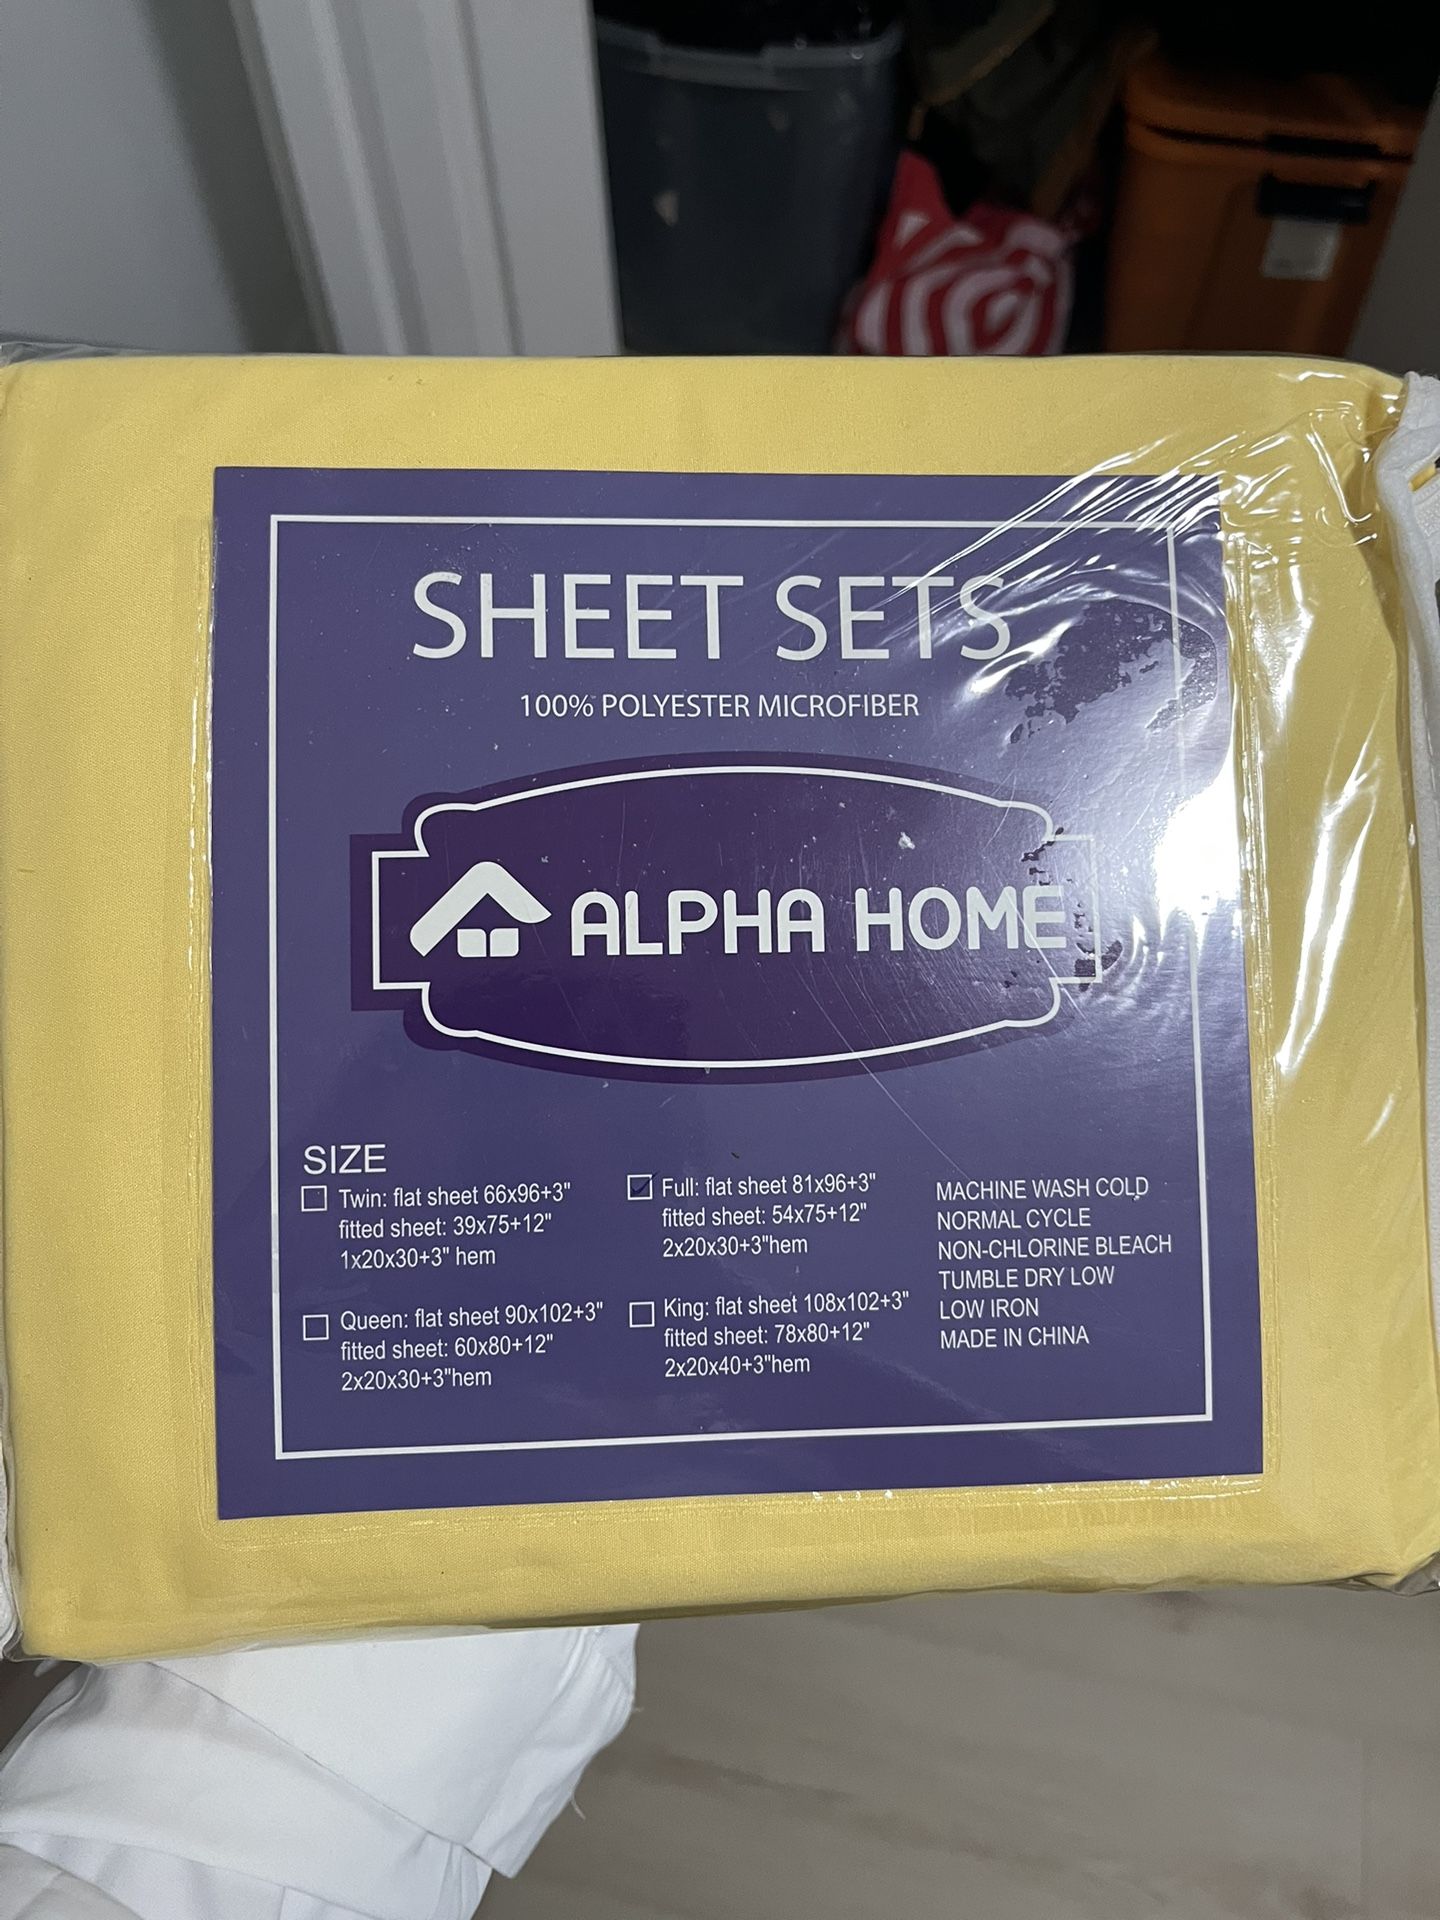 SHEET SETS
100% POLYESTER MICROFIBER
ALPHA HOME
SIZE
Twin: flat sheet 66x96+3"
fitted sheet: 39x75+12"
1x20x30+3" hem
Full: flat sheet 81x96+3"
fitted sheet: 54x75+12"
2x20x30+3"hem
Queen: flat sheet 90x102+3"
fitted sheet: 60x80+12"
2x20x30+3"hem
King: flat sheet 108x102+3"
fitted sheet: 78x80+12"
2x20x40+3"hem
MACHINE WASH COLD
NORMAL CYCLE
NON-CHLORINE BLEACH
TUMBLE DRY LOW
LOW IRON
MADE IN CHINA